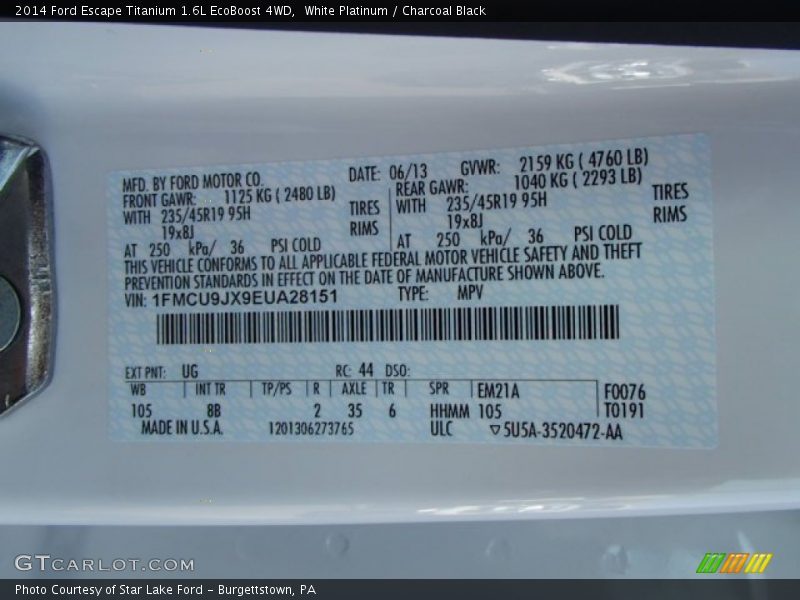 2014 Ford Escape Titanium 1.6L EcoBoost 4WD,  White Platinum / Charcoal Black
MFD. BY FORD MOTOR CO. DATE: 06/13 GVWR: 2159 KG ( 4760 LB)
FRONT GAWR: 1125 KG ( 2480 LB) REAR GAWR: 1040 KG ( 2293 LB)
WITH 235/45R19 95H TIRES WITH 235/45R19 95H TIRES
19x8J RIMS 19x8J RIMS
AT 250 kPa/ 36 PSI COLD AT 250 kPa/ 36 PSI COLD
THIS VEHICLE CONFORMS TO ALL APPLICABLE FEDERAL MOTOR VEHICLE SAFETY AND THEFT
PREVENTION STANDARDS IN EFFECT ON THE DATE OF MANUFACTURE SHOWN ABOVE.
VIN: 1FMCU9JX9EUA28151 TYPE: MPV
EXT PNT: UG RC: 44 DSO:
WB INT TR TP/PS R AXLE TR SPR EM21A F0076
105 8B 2 35 6 HHMM 105 T0191
MADE IN U.S.A. 1201306273765 ULC ▽5U5A-3520472-AA
GTCARLOT.COM
Photo Courtesy of Star Lake Ford - Burgettstown, PA